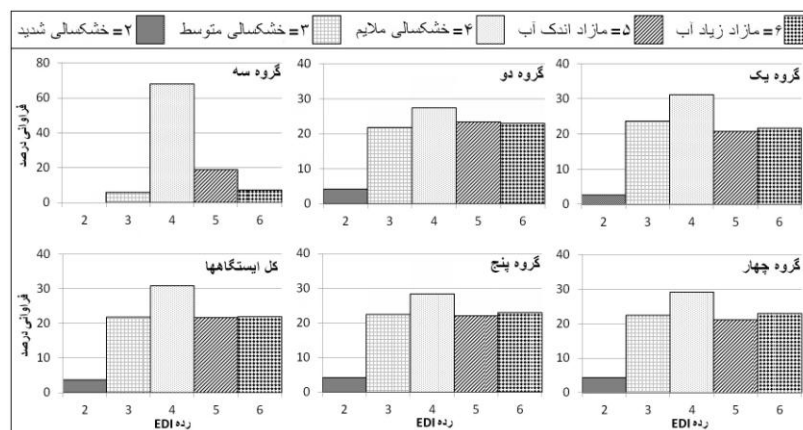 ۲= خشکسالی شدید ۳= خشکسالی متوسط ۴= خشکسالی ملایم ۵= مازاد اندک آب ۶= مازاد زیاد آب
گروه یک
40
30
20
10
0
2 3 4 5 6
گروه دو
40
30
20
10
0
2 3 4 5 6
گروه سه
فراوانی درصد
80
60
40
20
0
2 3 4 5 6
گروه چهار
40
30
20
10
0
2 3 4 5 6
رده EDI
گروه پنج
40
30
20
10
0
2 3 4 5 6
رده EDI
کل ایستگاهها
فراوانی درصد
40
30
20
10
0
2 3 4 5 6
رده EDI